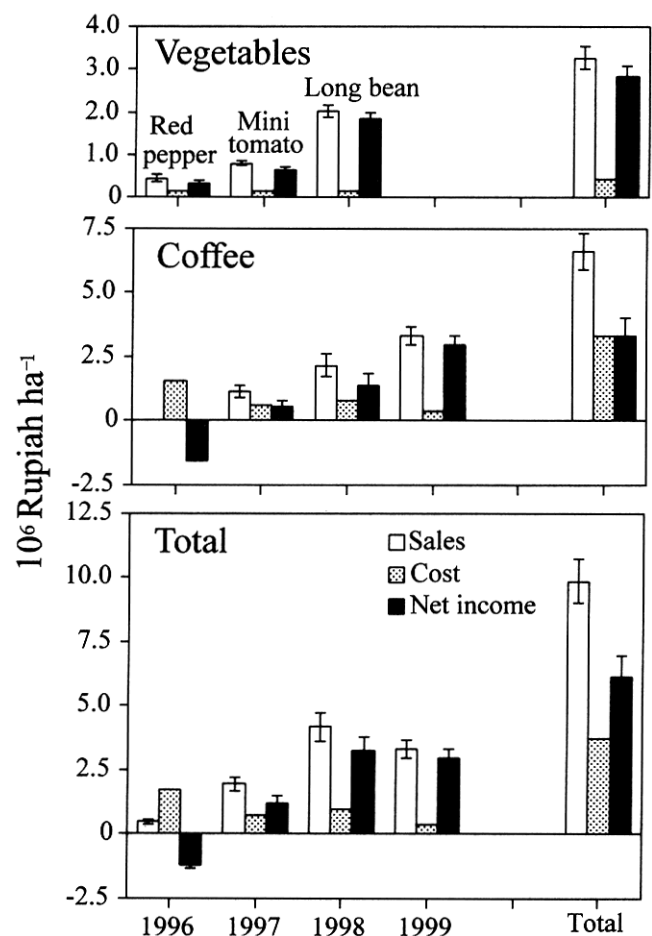 4.0
Vegetables
3.0
Long bean
2.0
Red
pepper
Mini
tomato
1.0
0
7.5
Coffee
5.0
2.5
0
-2.5
10⁶ Rupiah ha⁻¹
12.5
Total
Sales
Cost
Net income
10.0
7.5
5.0
2.5
0
-2.5
1996 1997 1998 1999 Total